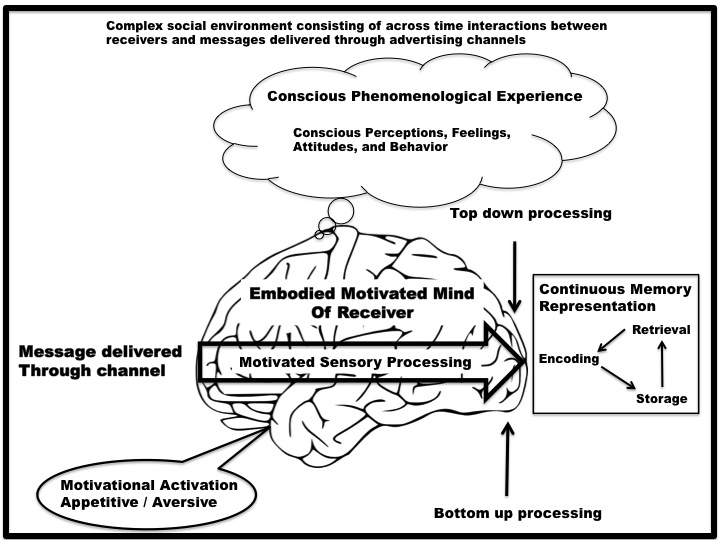 Complex social environment consisting of across time interactions between
receivers and messages delivered through advertising channels
Conscious Phenomenological Experience
Conscious Perceptions, Feelings,
Attitudes, and Behavior
Top down processing
Embodied Motivated Mind
Of Receiver
Continuous Memory
Representation
Retrieval
Encoding
Storage
Message delivered
Through channel
Motivated Sensory Processing
Motivational Activation
Appetitive / Aversive
Bottom up processing